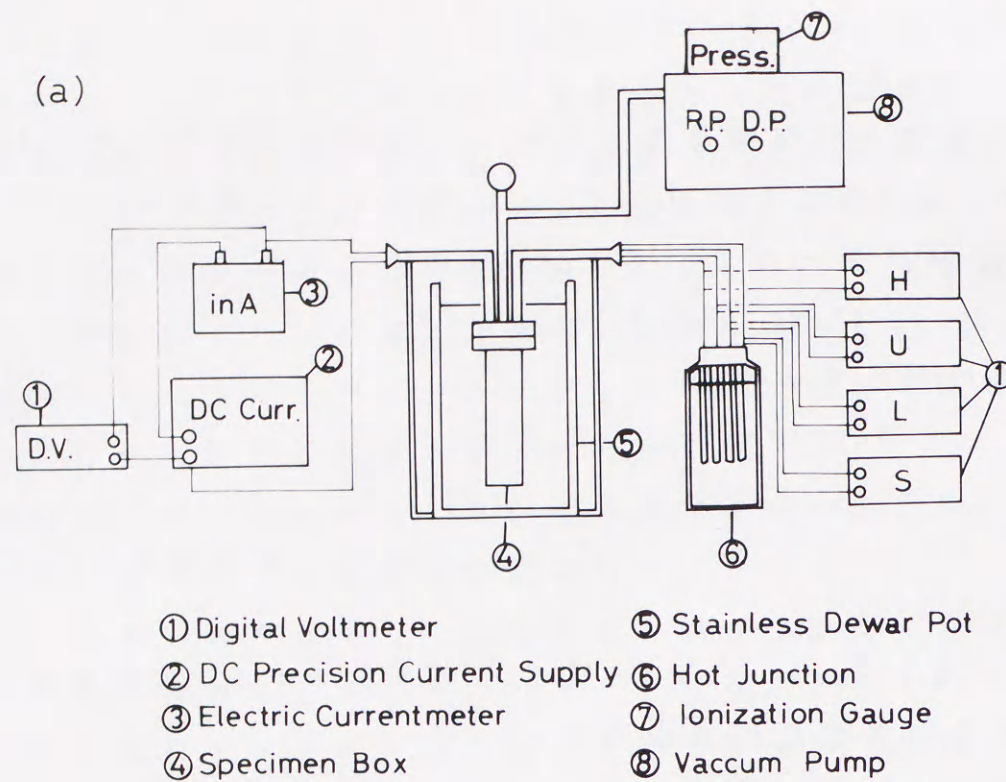 (a)
Press. ⑦
R.P. D.P. ⑧
in A ③
②
DC Curr.
①
D.V.
H
U
①
L
⑤
S
④
⑥
① Digital Voltmeter
② DC Precision Current Supply
③ Electric Currentmeter
④ Specimen Box
⑤ Stainless Dewar Pot
⑥ Hot Junction
⑦ Ionization Gauge
⑧ Vaccum Pump